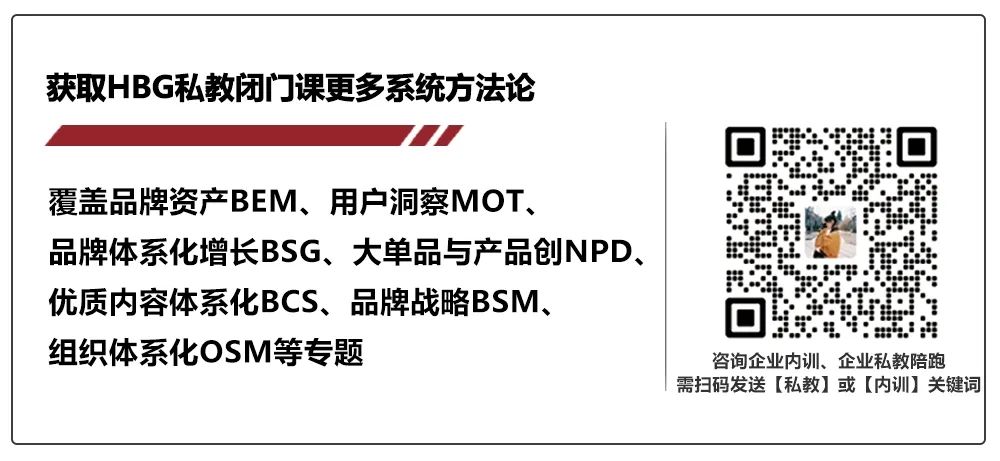 获取HBG私教闭门课更多系统方法论
覆盖品牌资产BEM、用户洞察MOT、
品牌体系化增长BSG、大单品与产品创NPD、
优质内容体系化BCS、品牌战略BSM、
组织体系化OSM等专题
咨询企业内训、企业私教陪跑
需扫码发送【私教】或【内训】关键词